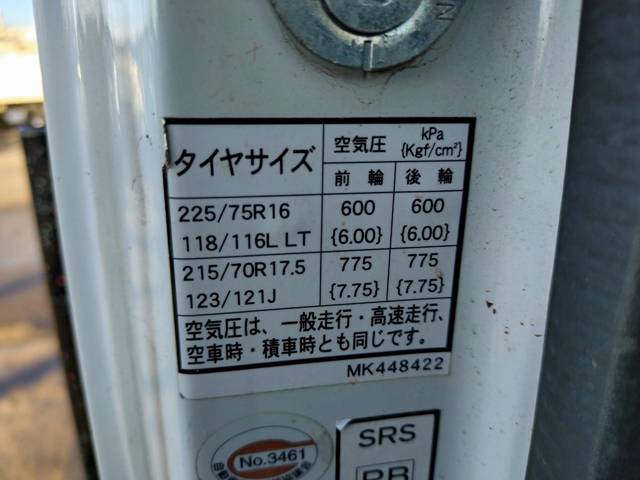 タイヤサイズ 空気圧 kPa {Kgf/cm²}
前輪 後輪
225/75R16 600 600
118/116L LT {6.00} {6.00}
215/70R17.5 775 775
123/121J {7.75} {7.75}
空気圧は、一般走行・高速走行、
空車時・積車時とも同じです。
MK448422
No.3461
SRS